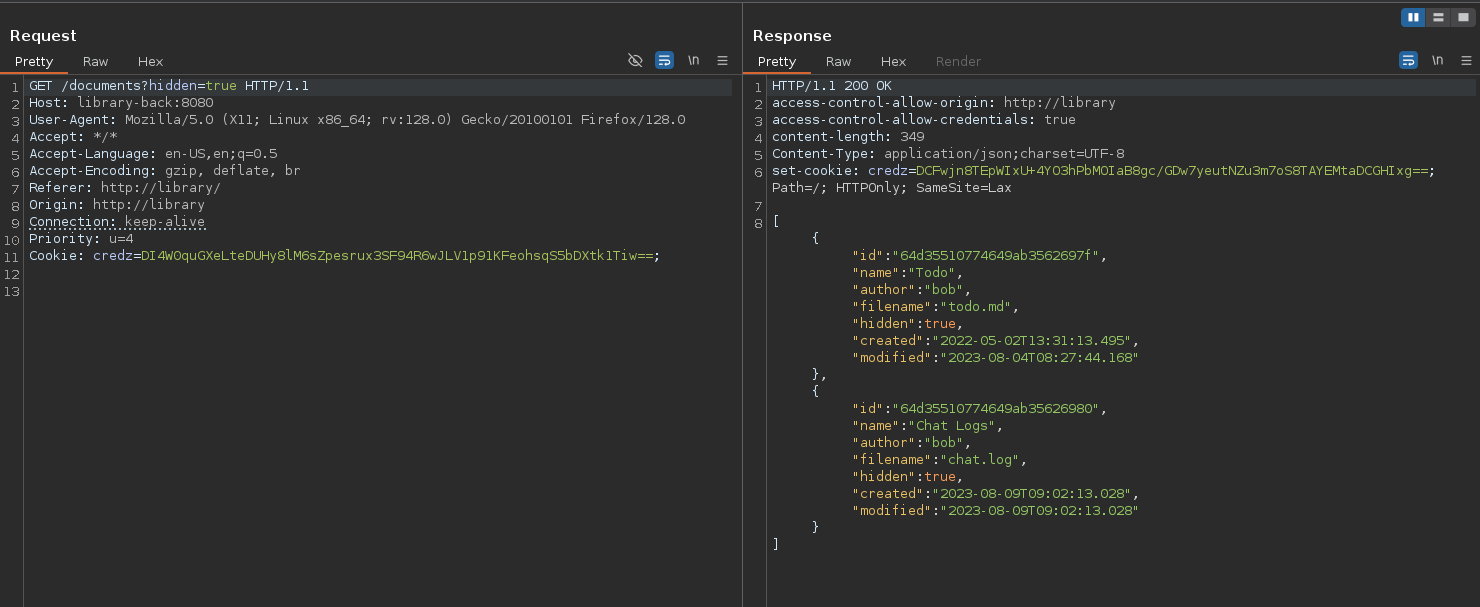 Request
Pretty Raw Hex \n
1 GET /documents?hidden=true HTTP/1.1
2 Host: library-back:8080
3 User-Agent: Mozilla/5.0 (X11; Linux x86_64; rv:128.0) Gecko/20100101 Firefox/128.0
4 Accept: */*
5 Accept-Language: en-US,en;q=0.5
6 Accept-Encoding: gzip, deflate, br
7 Referer: http://library/
8 Origin: http://library
9 Connection: keep-alive
10 Priority: u=4
11 Cookie: credz=DI4W0quGXeLteDUHy8lM6sZpesrux3SF94R6wJLV1p91KFeohsqS5bDXtk1Tiw==;
12
13
Response
Pretty Raw Hex Render \n
1 HTTP/1.1 200 OK
2 access-control-allow-origin: http://library
3 access-control-allow-credentials: true
4 content-length: 349
5 Content-Type: application/json;charset=UTF-8
6 set-cookie: credz=DCFwjn8TEpWIxU+4YO3hPbMOIaB8gc/GDw7yeutNZu3m7oS8TAYEMtaDCGHIxg==;
Path=/; HTTPOnly; SameSite=Lax
7
8 [
{
"id":"64d35510774649ab3562697f",
"name":"Todo",
"author":"bob",
"filename":"todo.md",
"hidden":true,
"created":"2022-05-02T13:31:13.495",
"modified":"2023-08-04T08:27:44.168"
},
{
"id":"64d35510774649ab35626980",
"name":"Chat Logs",
"author":"bob",
"filename":"chat.log",
"hidden":true,
"created":"2023-08-09T09:02:13.028",
"modified":"2023-08-09T09:02:13.028"
}
]